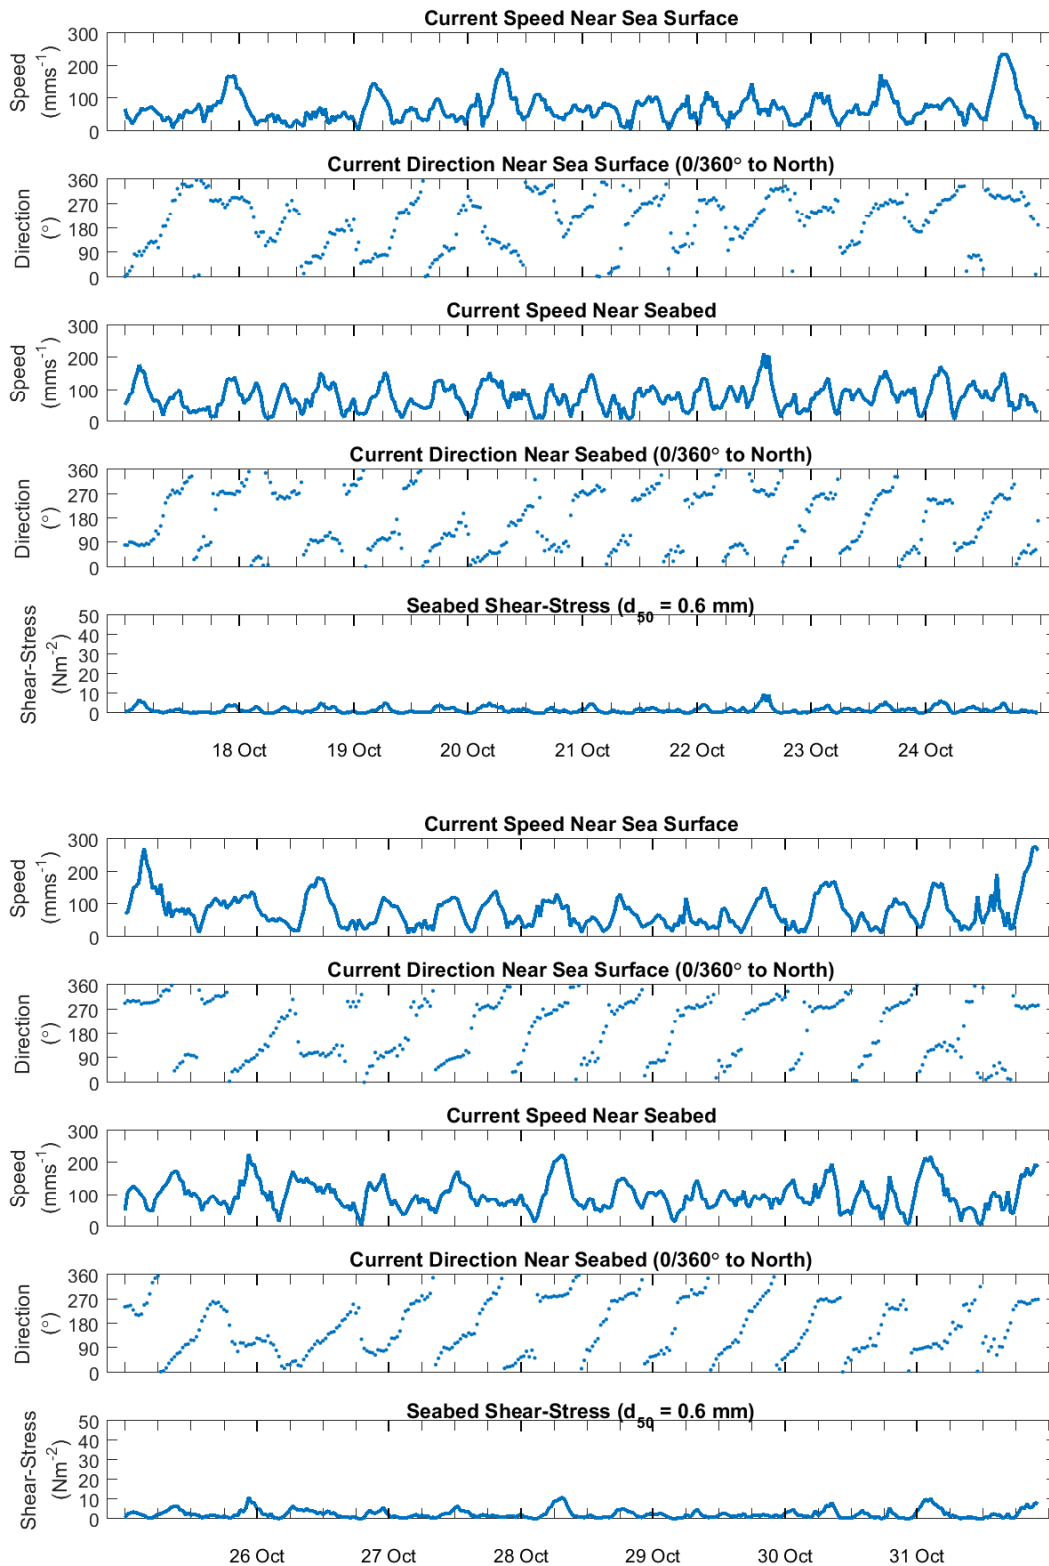 Current Speed Near Sea Surface
Speed
(mms-1)
300
200
100
0
Current Direction Near Sea Surface (0/360° to North)
Direction
(°)
360
270
180
90
0
Current Speed Near Seabed
Speed
(mms-1)
300
200
100
0
Current Direction Near Seabed (0/360° to North)
Direction
(°)
360
270
180
90
0
Seabed Shear-Stress (d50 = 0.6 mm)
Shear-Stress
(Nm-2)
50
40
30
20
10
0
18 Oct 19 Oct 20 Oct 21 Oct 22 Oct 23 Oct 24 Oct
Current Speed Near Sea Surface
Speed
(mms-1)
300
200
100
0
Current Direction Near Sea Surface (0/360° to North)
Direction
(°)
360
270
180
90
0
Current Speed Near Seabed
Speed
(mms-1)
300
200
100
0
Current Direction Near Seabed (0/360° to North)
Direction
(°)
360
270
180
90
0
Seabed Shear-Stress (d50 = 0.6 mm)
Shear-Stress
(Nm-2)
50
40
30
20
10
0
26 Oct 27 Oct 28 Oct 29 Oct 30 Oct 31 Oct